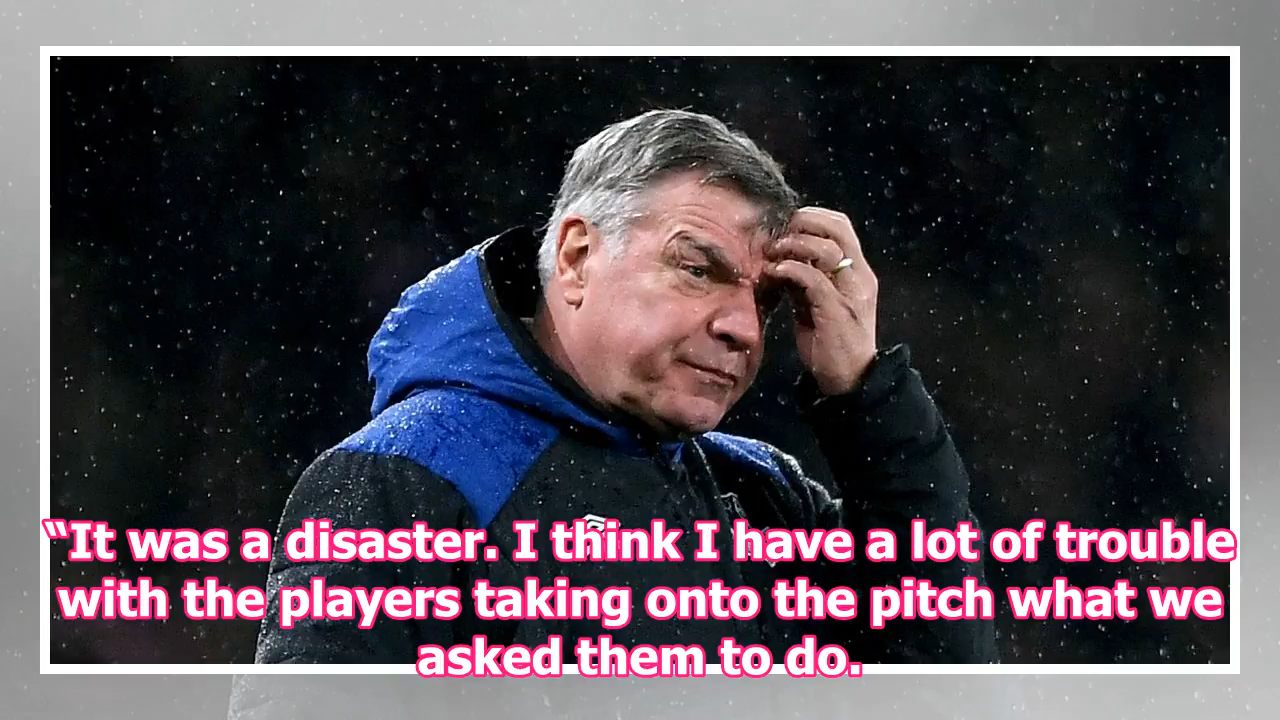 “It was a disaster. I think I have a lot of trouble
with the players taking onto the pitch what we
asked them to do.